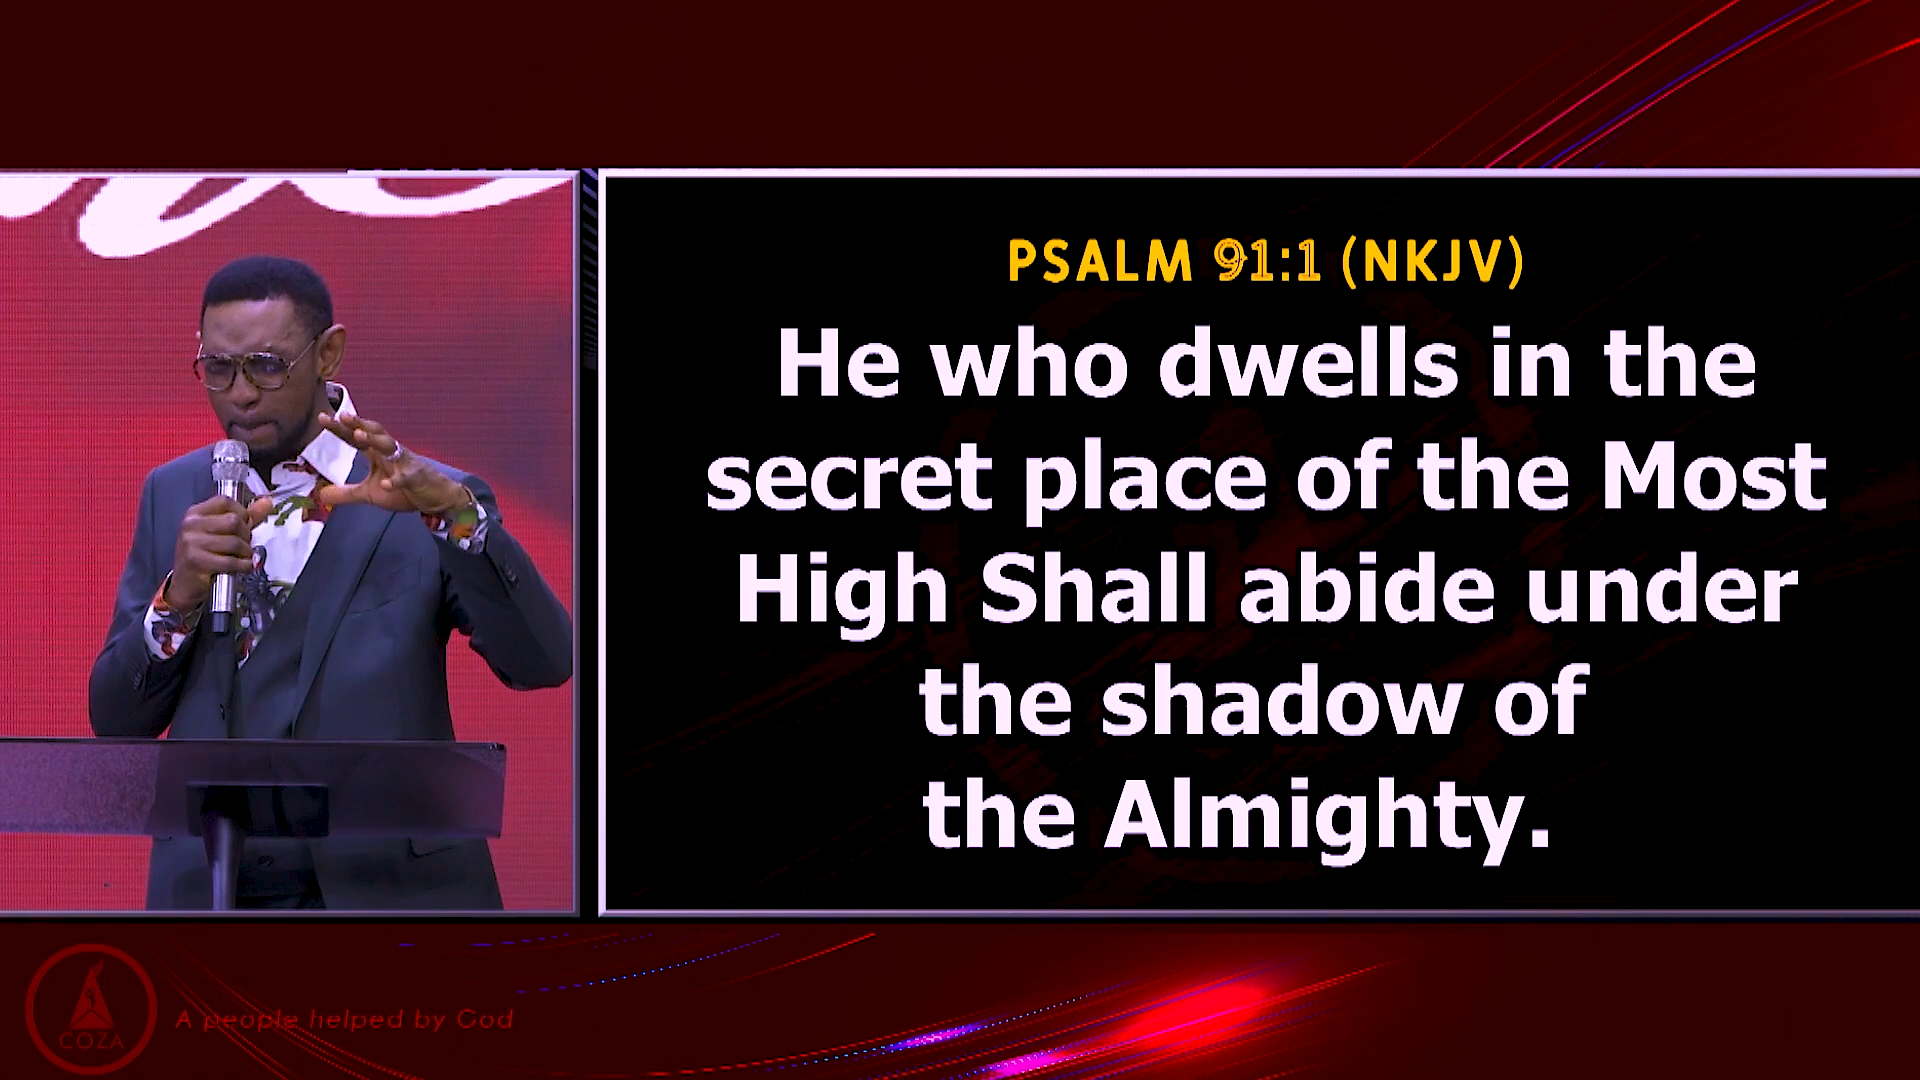 PSALM 91:1 (NKJV)
He who dwells in the
secret place of the Most
High Shall abide under
the shadow of
the Almighty.
COZA
A people helped by God